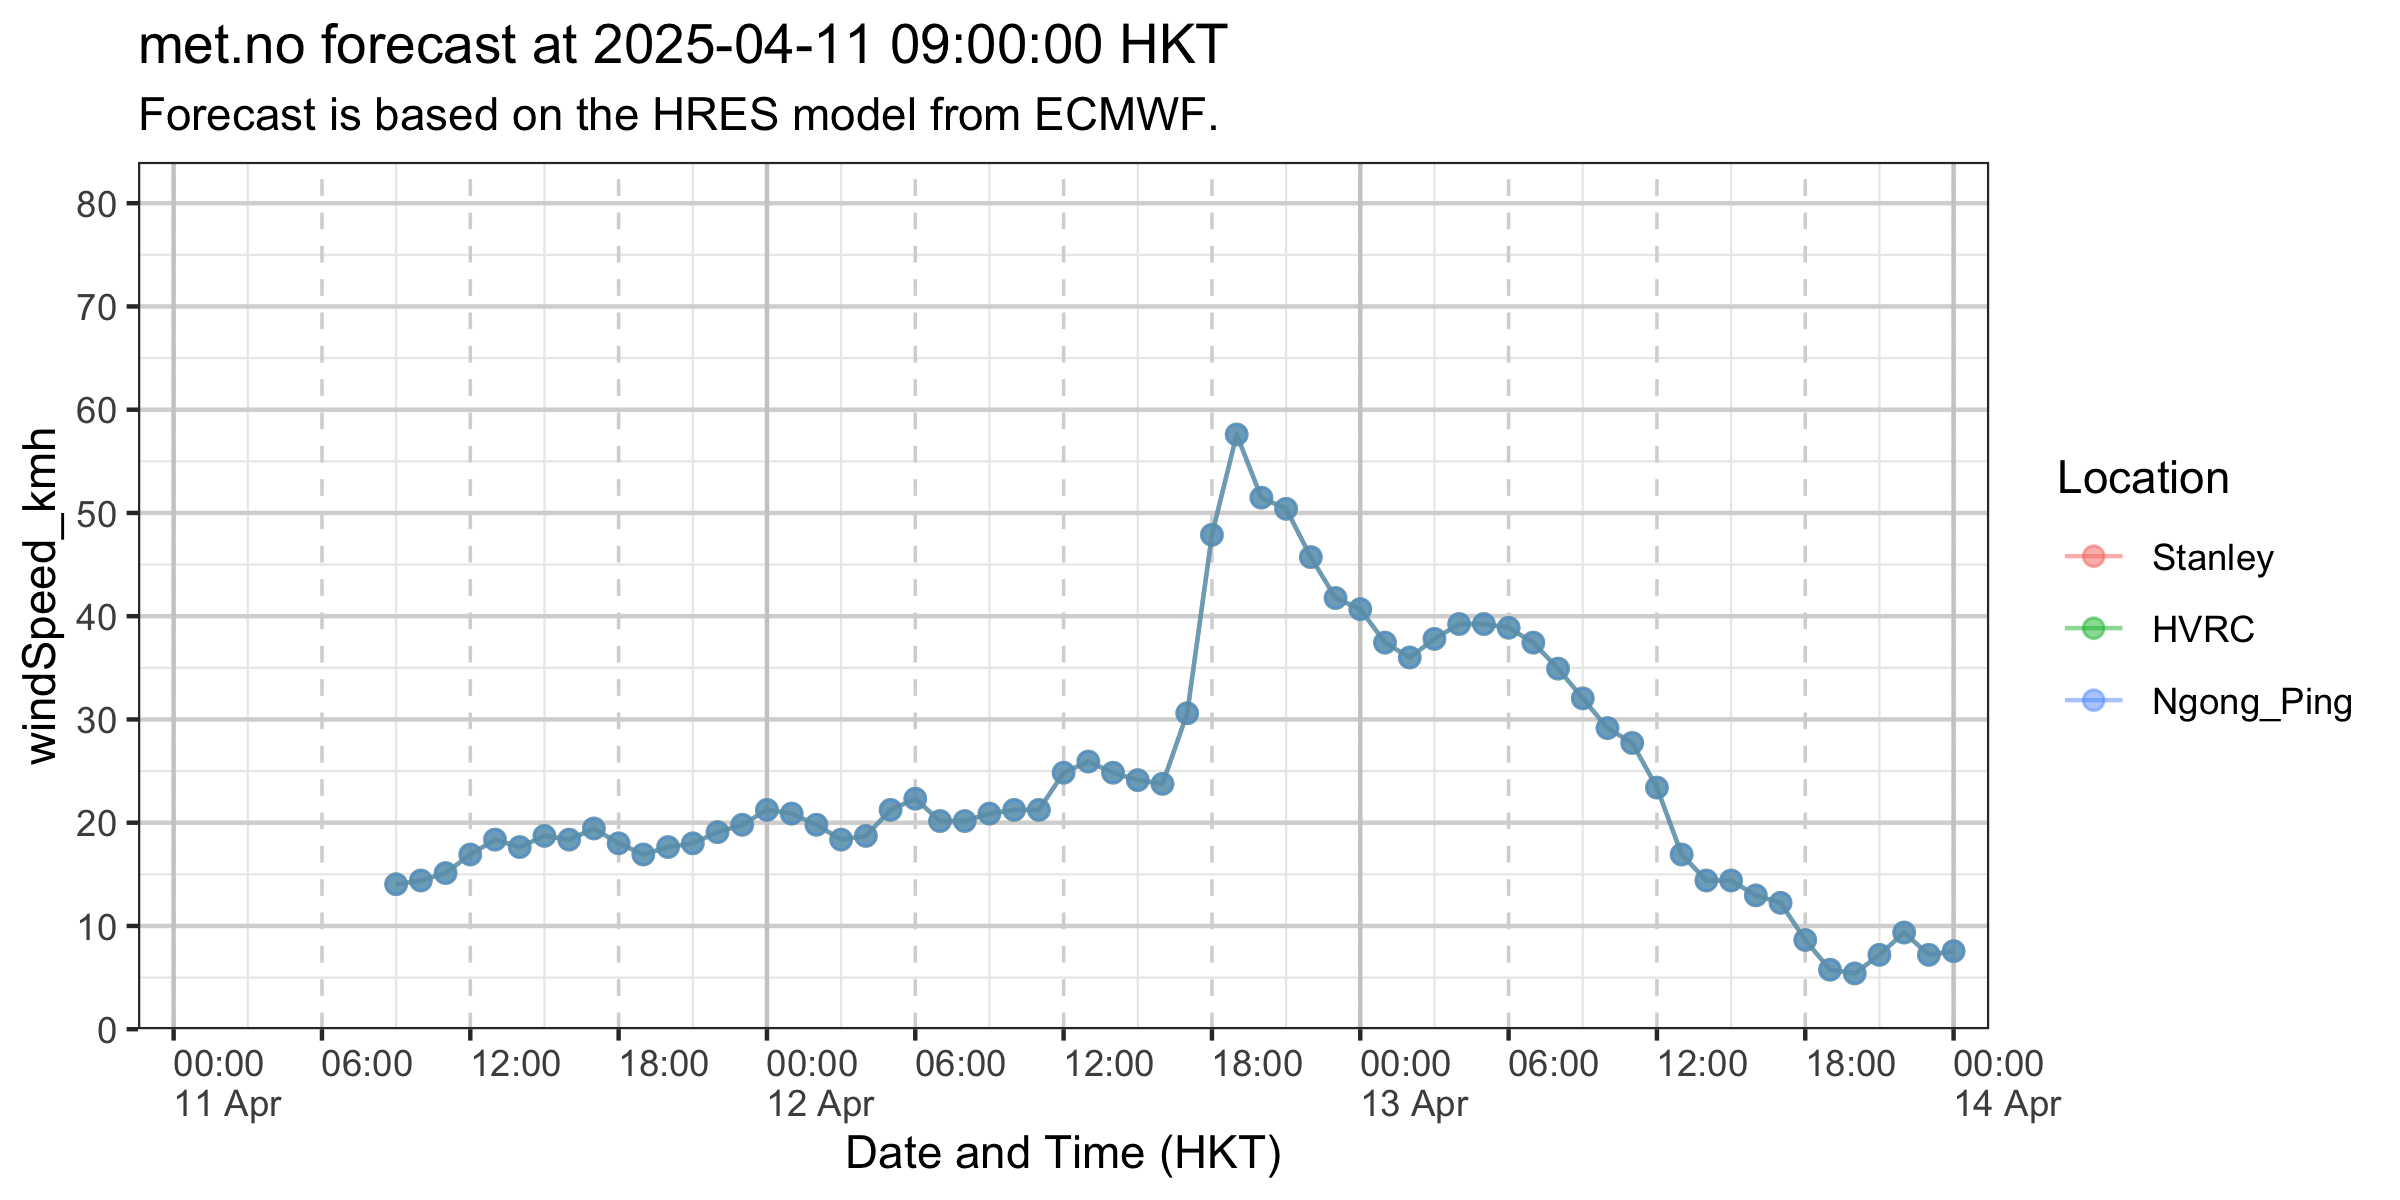 met.no forecast at 2025-04-11 09:00:00 HKT
Forecast is based on the HRES model from ECMWF.
windSpeed_kmh
80
70
60
50
40
30
20
10
0
00:00 06:00 12:00 18:00 00:00 06:00 12:00 18:00 00:00 06:00 12:00 18:00 00:00
11 Apr 12 Apr 13 Apr 14 Apr
Date and Time (HKT)
Location
Stanley
HVRC
Ngong_Ping